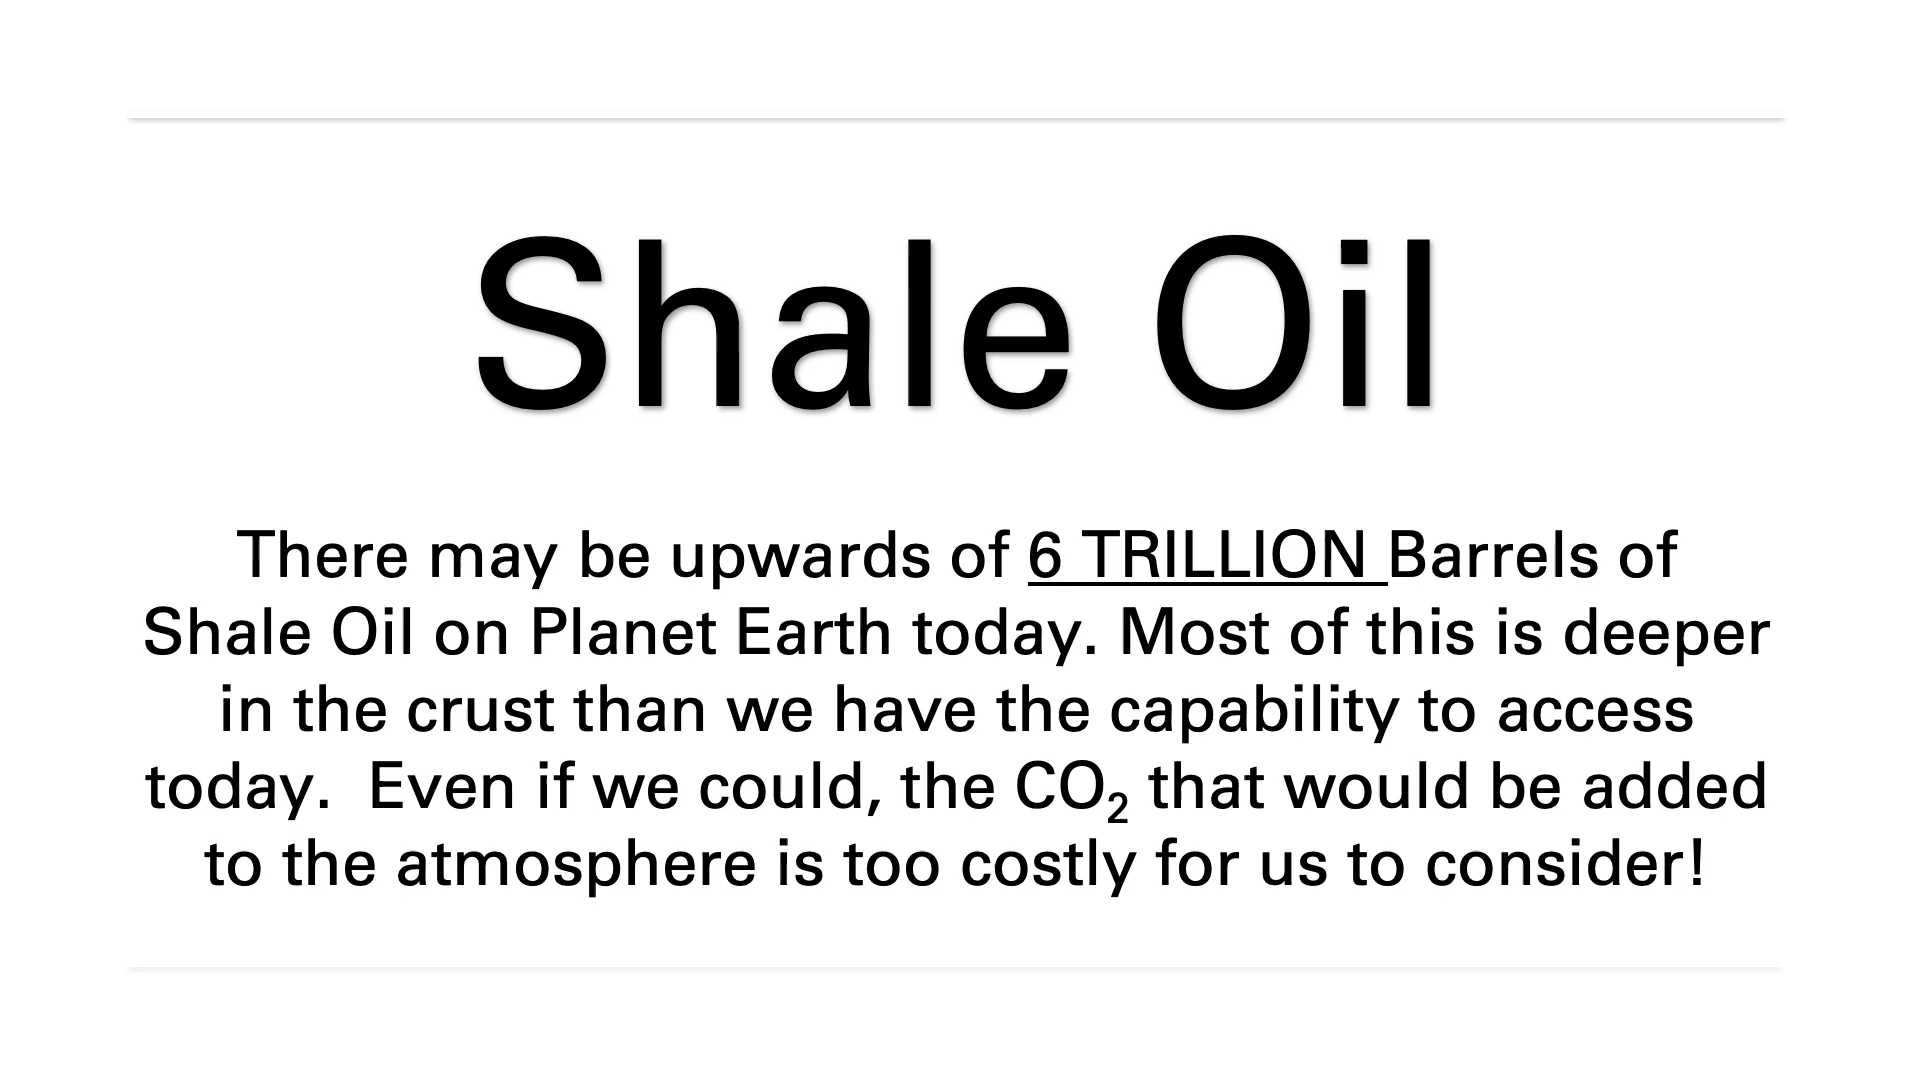 Shale Oil
There may be upwards of 6 TRILLION Barrels of
Shale Oil on Planet Earth today. Most of this is deeper
in the crust than we have the capability to access
today.  Even if we could, the CO₂ that would be added
to the atmosphere is too costly for us to consider!